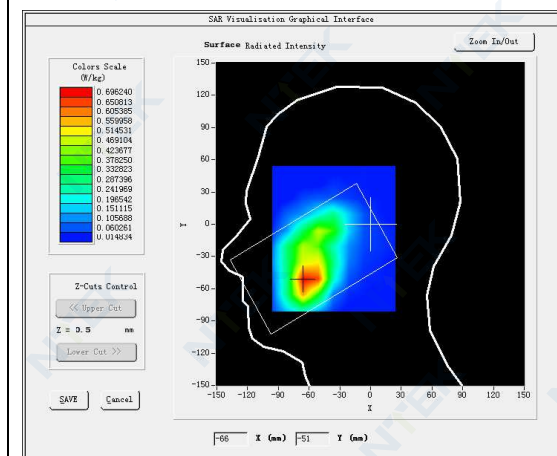 SAR Visualisation Graphical Interface
Surface Radiated Intensity
Zoom In/Out
Colors Scale
(W/kg)
0.696240
0.650813
0.605385
0.559958
0.514531
0.469104
0.423677
0.378250
0.332823
0.287396
0.241969
0.196542
0.151115
0.105688
0.060261
0.014834
Z-Cuts Control
<< Upper Cut
Z = 0.5 mm
Lower Cut >>
SAVE
Cancel
150
120
90
60
30
0
-30
-60
-90
-120
-150
Y
-150 -120 -90 -60 -30 0 30 60 90 120 150
X
-66 X (mm) -51 Y (mm)
NTEK